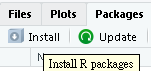 Files Plots Packages
Install Update
Install R packages